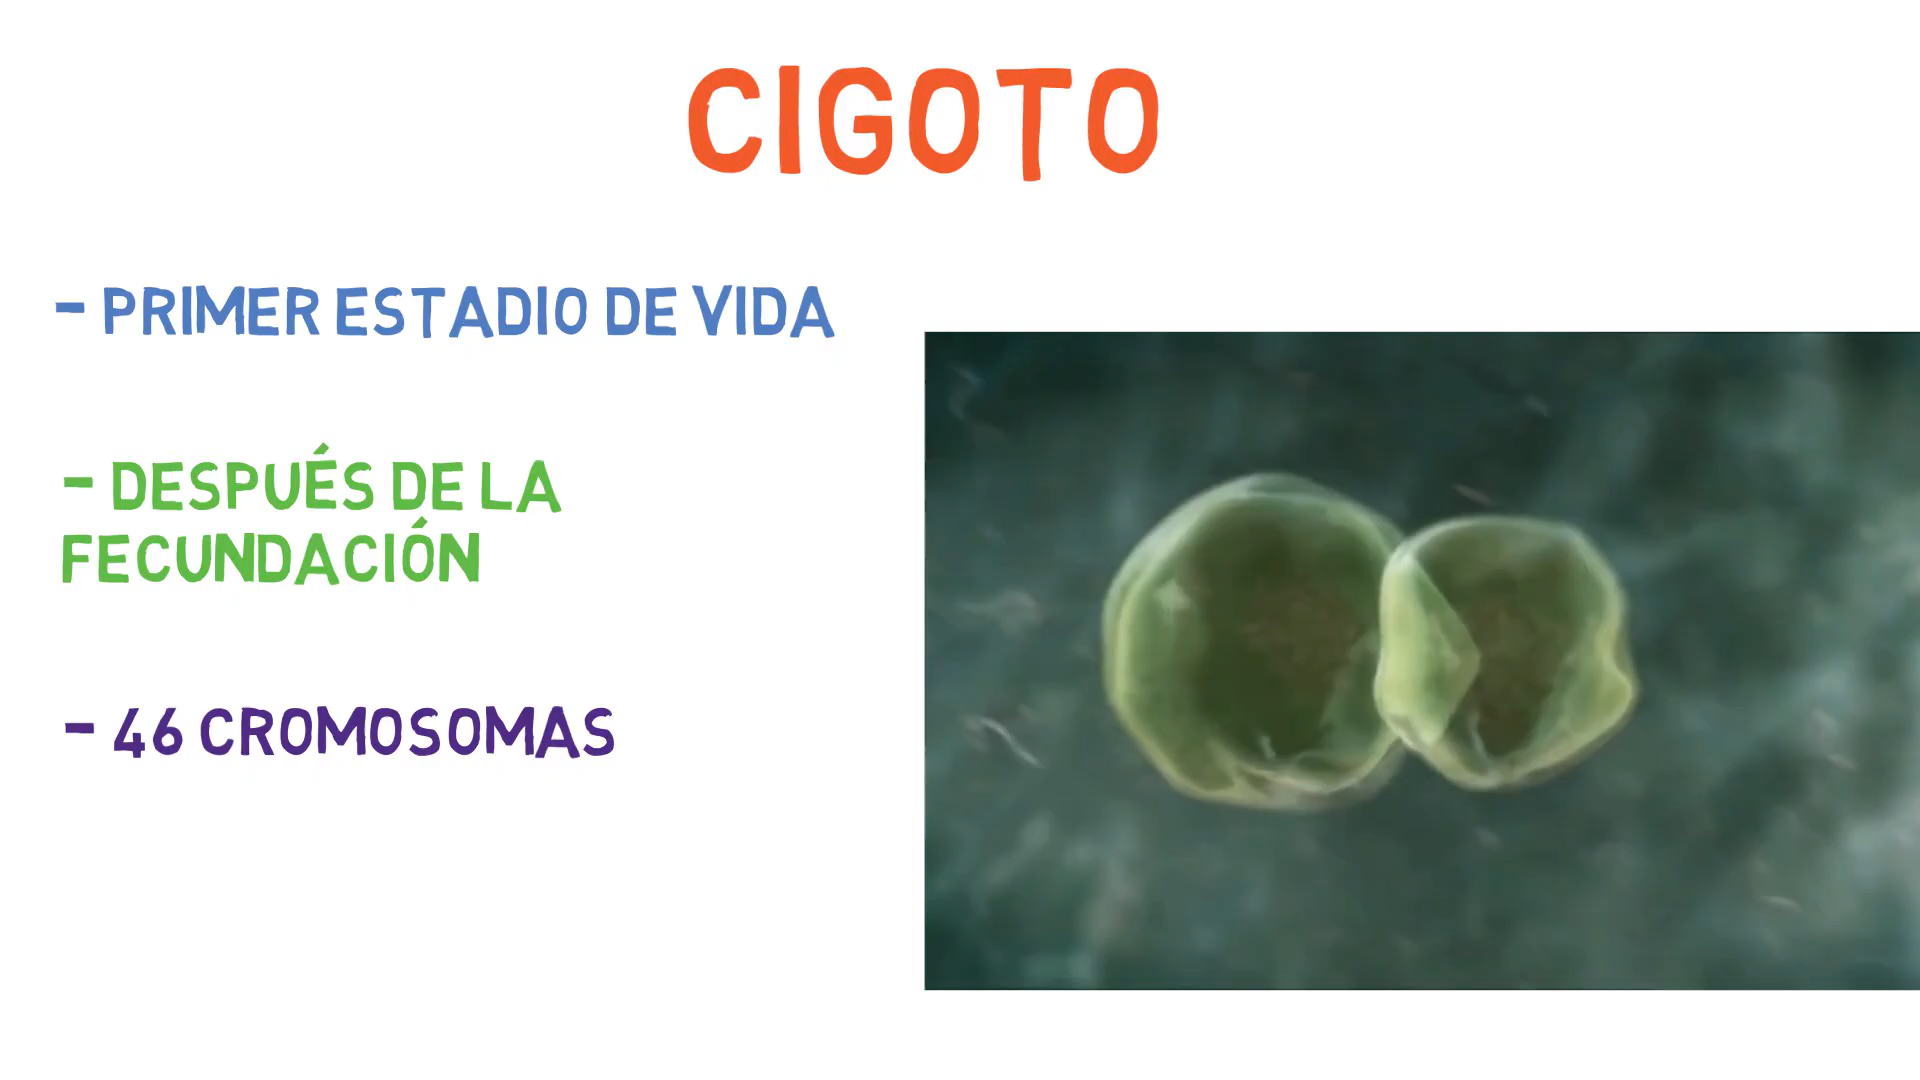 CIGOTO
- PRIMER ESTADIO DE VIDA
- DESPUÉS DE LA
FECUNDACIÓN
- 46 CROMOSOMAS